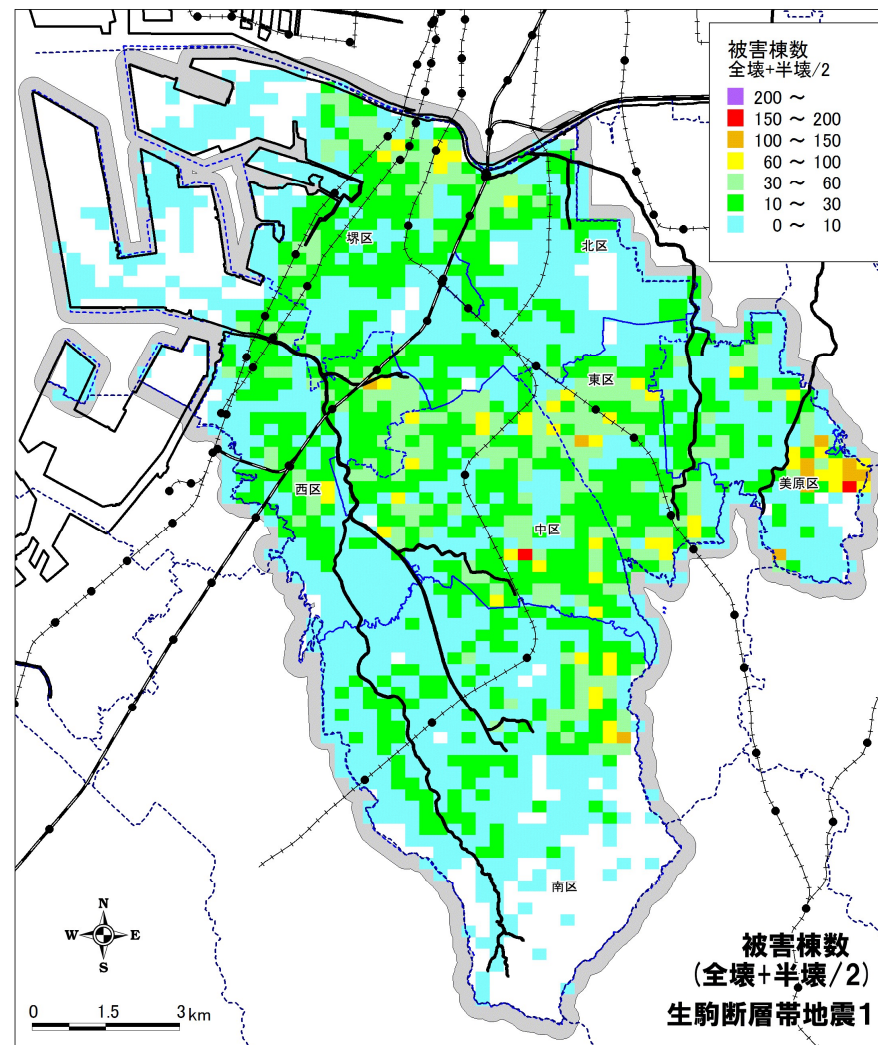 被害棟数
全壊+半壊/2
200 ～
150 ～ 200
100 ～ 150
60 ～ 100
30 ～ 60
10 ～ 30
0 ～ 10
堺区
北区
東区
美原区
西区
中区
南区
N
W E
S
0 1.5 3 km
被害棟数
(全壊+半壊/2)
生駒断層帯地震1